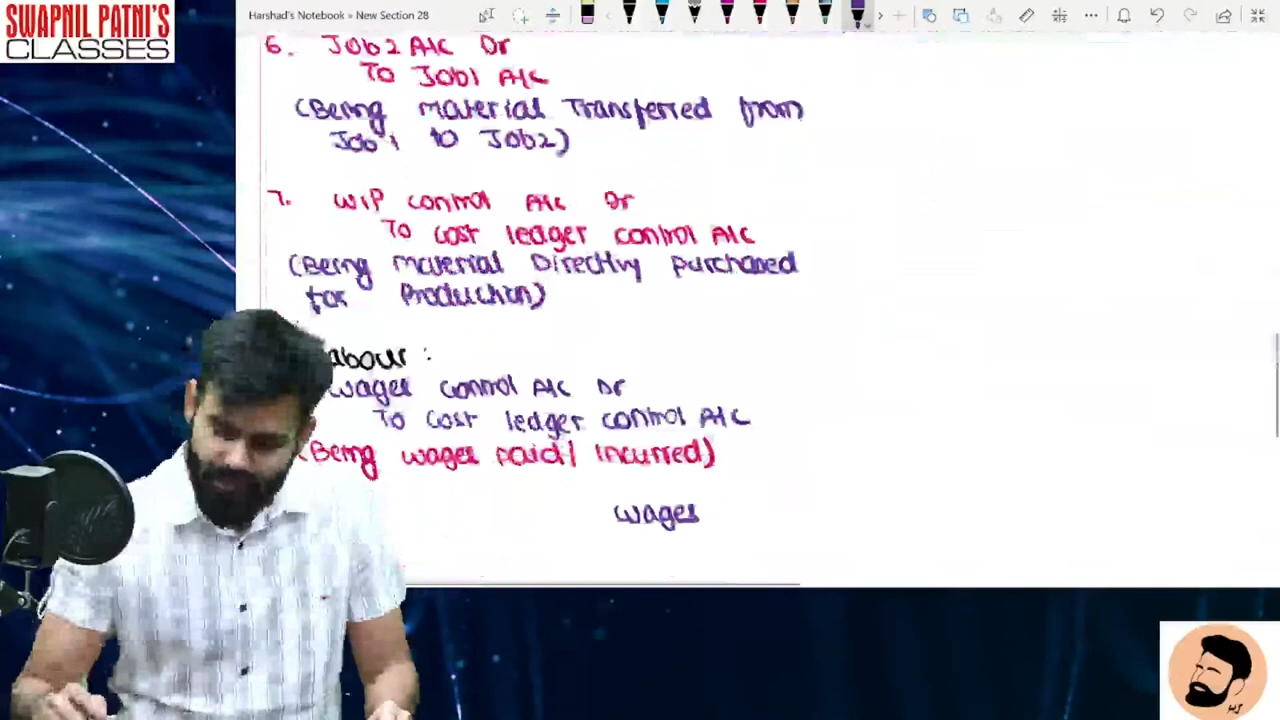 SWAPNIL PATNI'S
CLASSES
Harshad's Notebook » New Section 28
6. Job2 A/c Dr
To Job1 A/c
(Being material Transferred from
Job1 to Job2)
7. WIP control A/c Dr
To cost ledger control A/c
(Being material Directly purchased
for Production)
abour :
wages control A/c Dr
To cost ledger control A/c
(Being wages paid/ Incurred)
wages
HJ